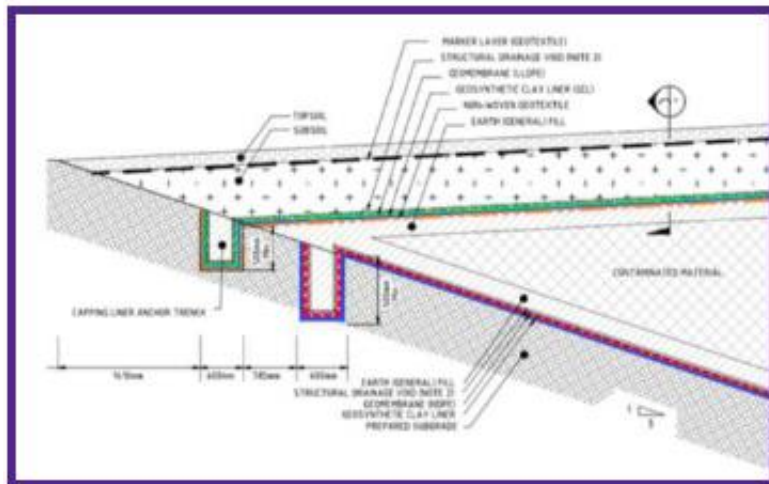 MARKER LAYER (GEOTEXTILE)
STRUCTURAL DRAINAGE VOID (NOTE 2)
GEOMEMBRANE (LLDPE)
GEOSYNTHETIC CLAY LINER (GCL)
NON-WOVEN GEOTEXTILE
EARTH (GENERAL) FILL
TOPSOIL
SUBSOIL
CONTAMINATED MATERIAL
CAPPING LINER ANCHOR TRENCH
600mm
600mm
EARTH (GENERAL) FILL
STRUCTURAL DRAINAGE VOID (NOTE 2)
GEOMEMBRANE (HDPE)
GEOSYNTHETIC CLAY LINER
PREPARED SUBGRADE
1